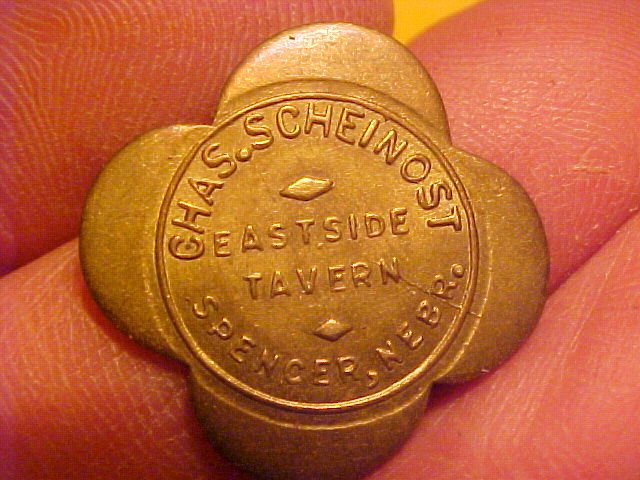 CHAS. SCHEINOST
EASTSIDE
TAVERN
SPENCER, NEBR.